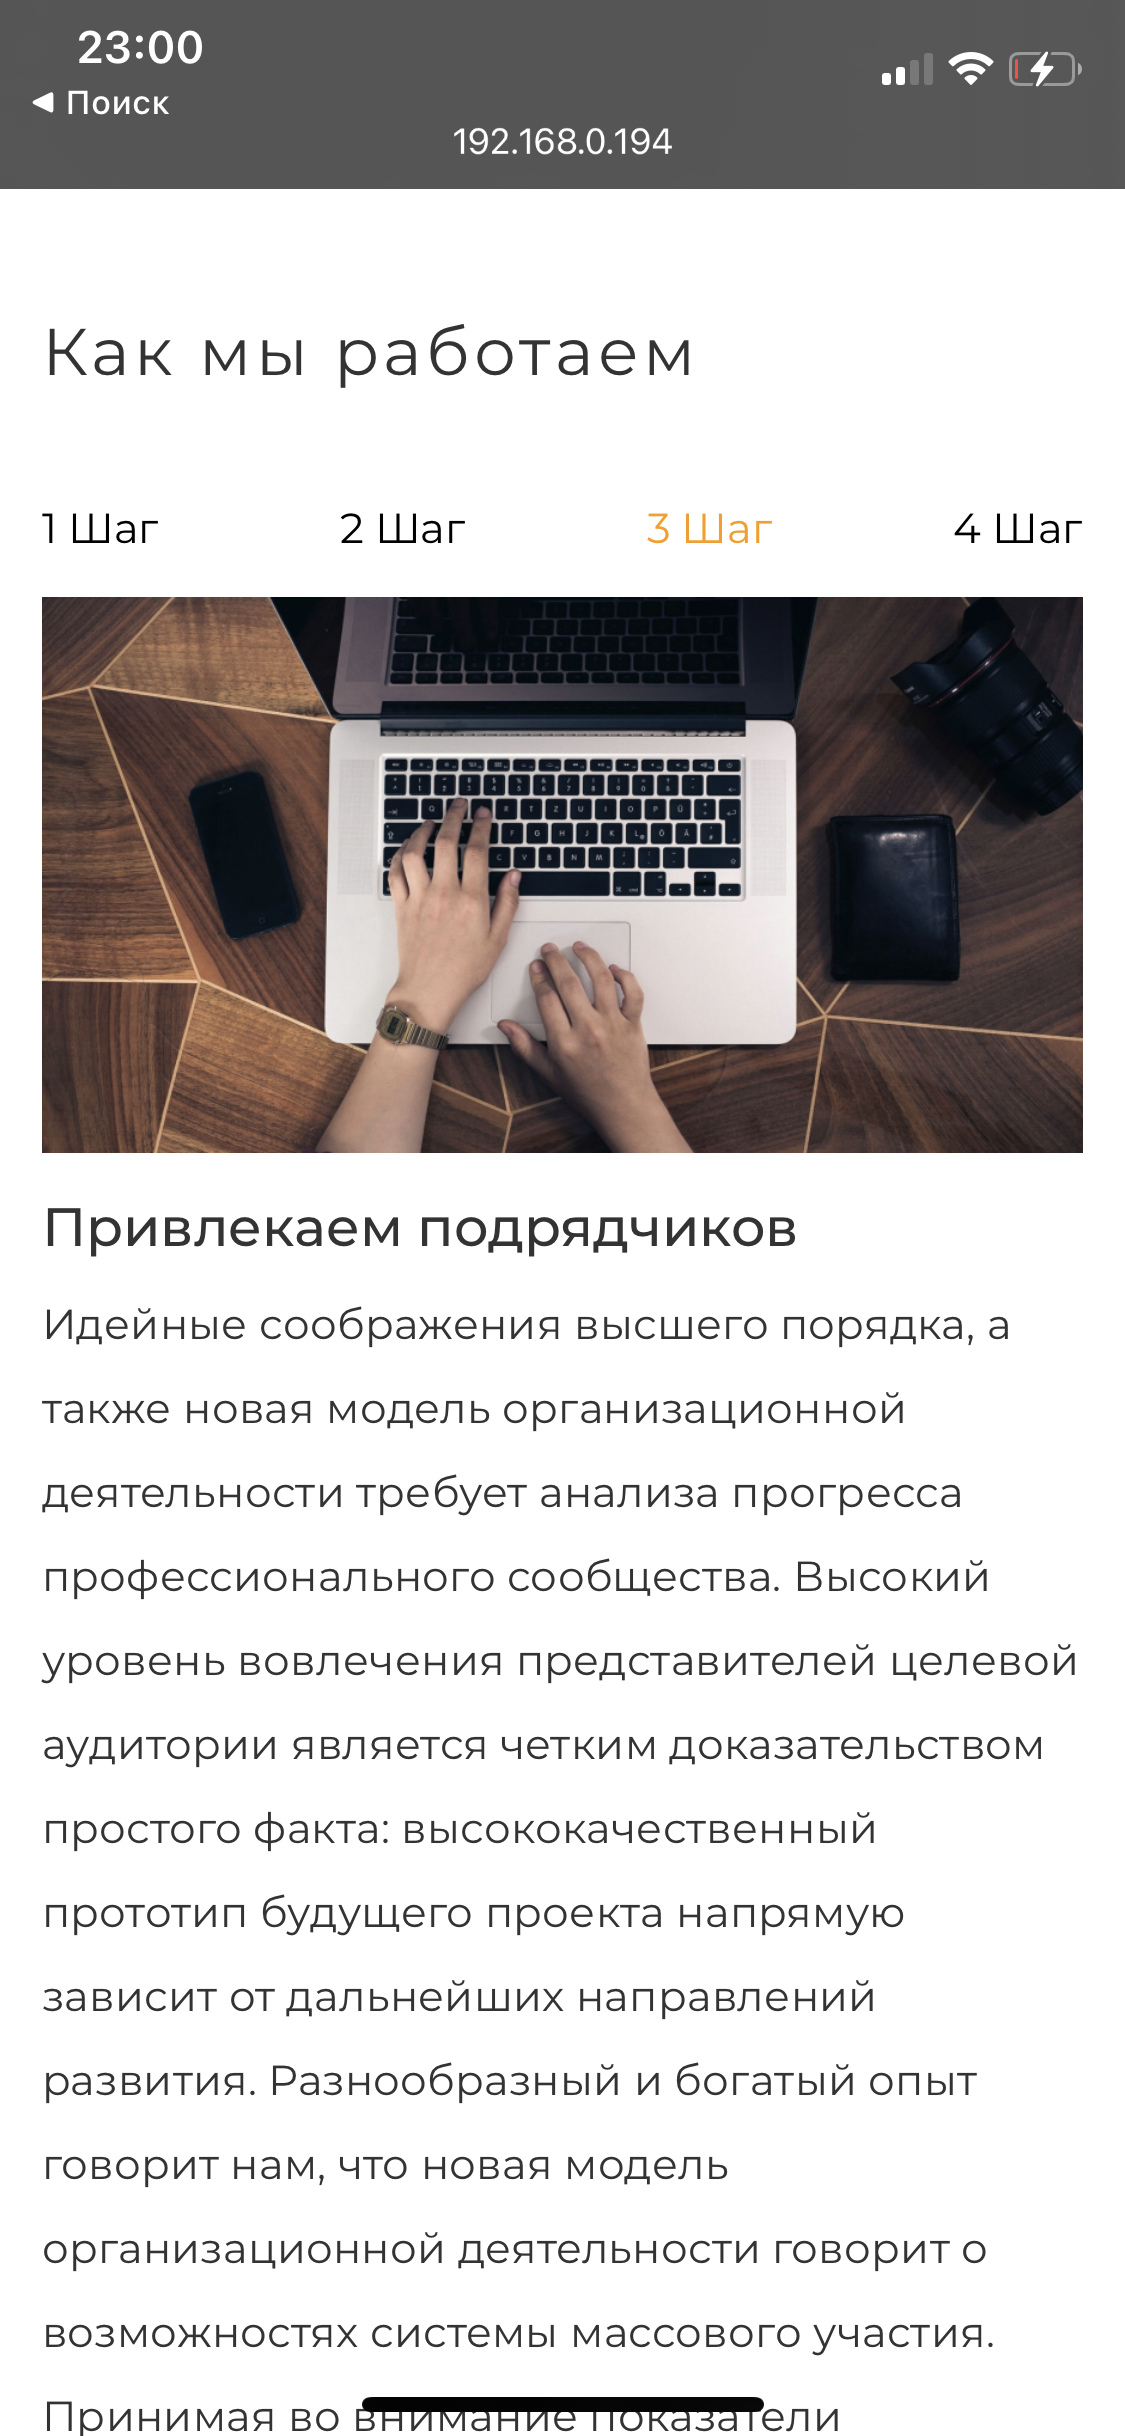 23:00
◀ Поиск
192.168.0.194
Как мы работаем
1 Шаг 2 Шаг 3 Шаг 4 Шаг
Привлекаем подрядчиков
Идейные соображения высшего порядка, а
также новая модель организационной
деятельности требует анализа прогресса
профессионального сообщества. Высокий
уровень вовлечения представителей целевой
аудитории является четким доказательством
простого факта: высококачественный
прототип будущего проекта напрямую
зависит от дальнейших направлений
развития. Разнообразный и богатый опыт
говорит нам, что новая модель
организационной деятельности говорит о
возможностях системы массового участия.
Принимая во внимание показатели